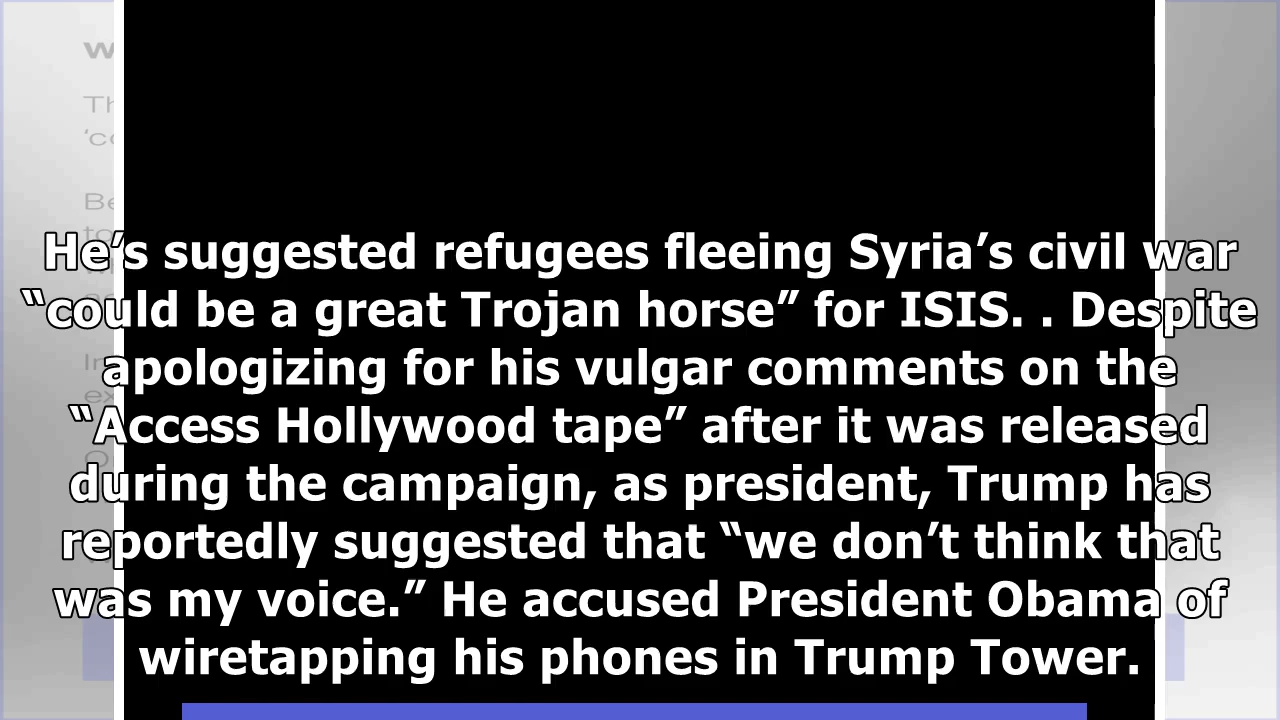 He’s suggested refugees fleeing Syria’s civil war
“could be a great Trojan horse” for ISIS. . Despite
apologizing for his vulgar comments on the
“Access Hollywood tape” after it was released
during the campaign, as president, Trump has
reportedly suggested that “we don’t think that
was my voice.” He accused President Obama of
wiretapping his phones in Trump Tower.